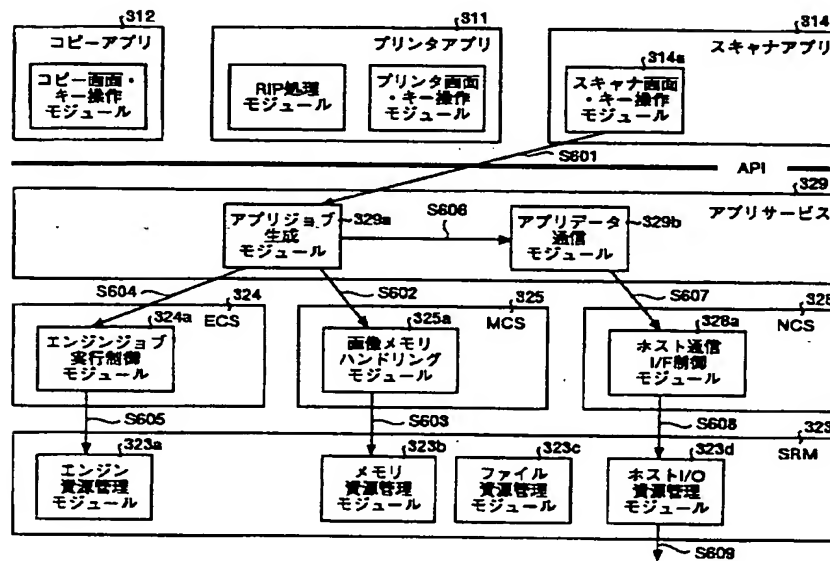 312
コピーアプリ
コピー画面・
キー操作
モジュール
311
プリンタアプリ
RIP処理
モジュール
プリンタ画面
・キー操作
モジュール
314
スキャナアプリ
314a
スキャナ画面
・キー操作
モジュール
S601
API
329
アプリサービス
アプリジョブ
生成
モジュール
329a
S606
アプリデータ
通信
モジュール
329b
S604
S602
S607
324
ECS
324a
エンジンジョブ
実行制御
モジュール
325
MCS
325a
画像メモリ
ハンドリング
モジュール
328
NCS
328a
ホスト通信
I/F制御
モジュール
S605
S603
S608
323
SRM
323a
エンジン
資源管理
モジュール
323b
メモリ
資源管理
モジュール
323c
ファイル
資源管理
モジュール
323d
ホストI/O
資源管理
モジュール
S609